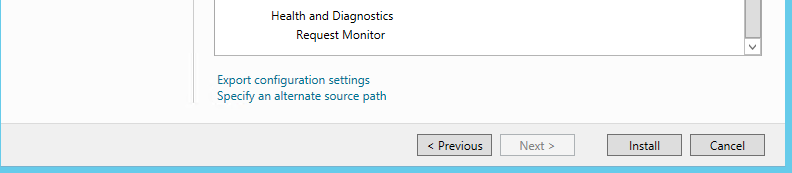 Health and Diagnostics
Request Monitor
Export configuration settings
Specify an alternate source path
< Previous Next > Install Cancel